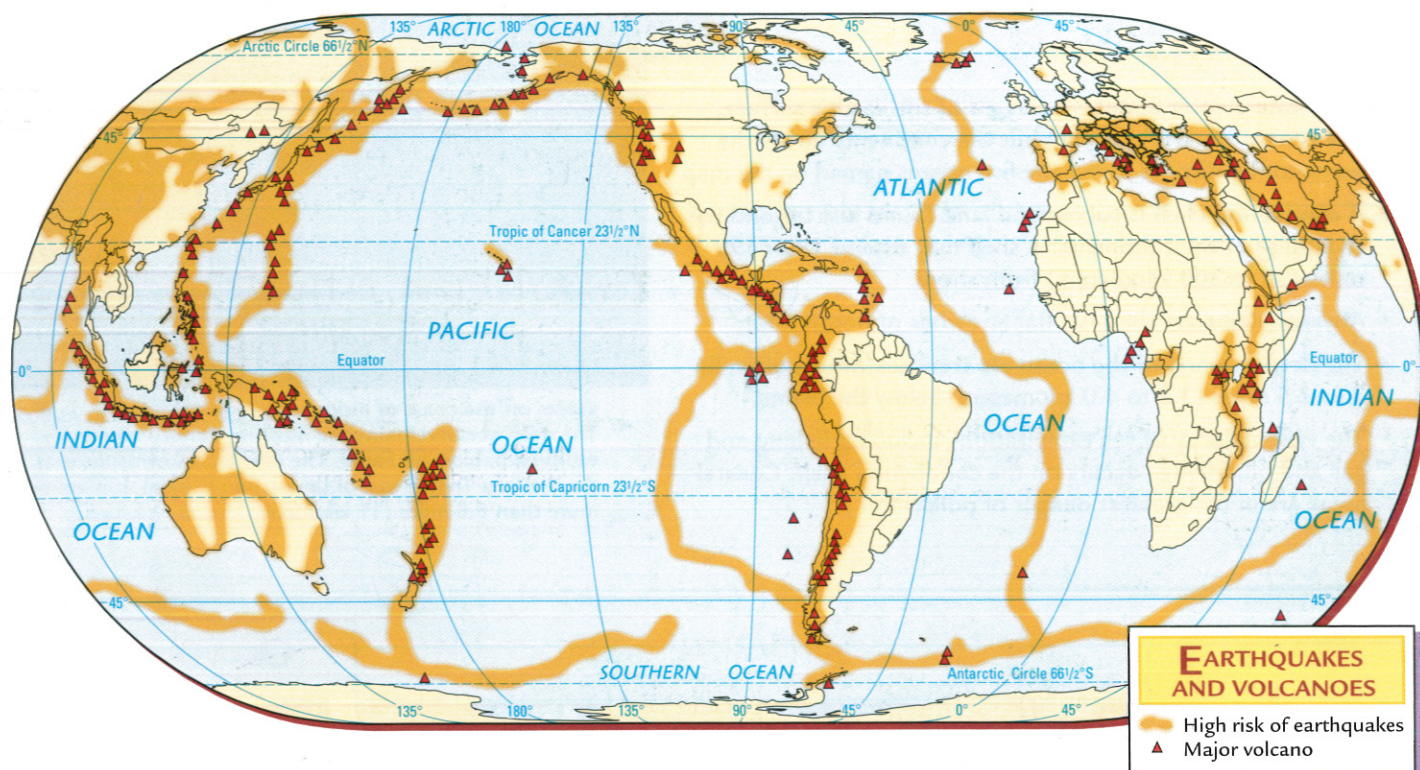 135°
180°
135°
90°
45°
0°
45°
ARCTIC OCEAN
Arctic Circle 66½°N
45°
45°
ATLANTIC
Tropic of Cancer 23½°N
PACIFIC
Equator
Equator
0°
0°
INDIAN
INDIAN
OCEAN
OCEAN
Tropic of Capricorn 23½°S
OCEAN
OCEAN
45°
45°
SOUTHERN OCEAN
Antarctic Circle 66½°S
135°
180°
135°
90°
45°
0°
45°
EARTHQUAKES
AND VOLCANOES
High risk of earthquakes
Major volcano